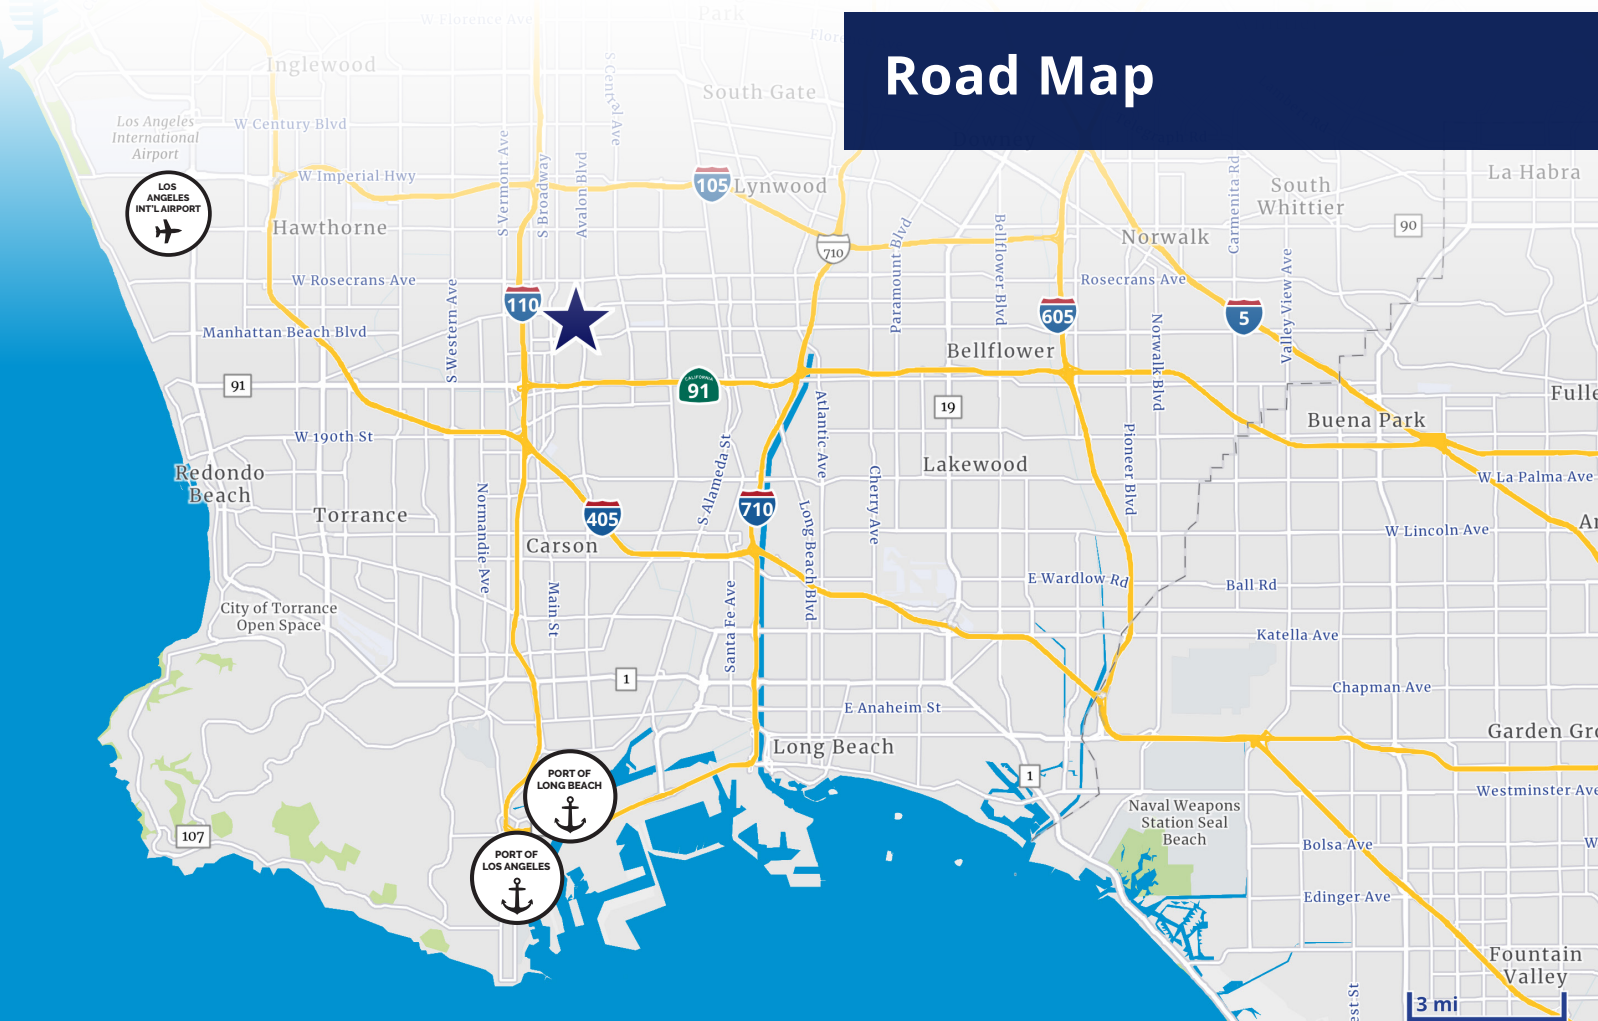 Road Map
W Florence Ave
Park
Inglewood
S Central Ave
South Gate
Los Angeles
International
Airport
W Century Blvd
W Imperial Hwy
S Vermont Ave
S Broadway
Avalon Blvd
105
Lynwood
Carmenita Rd
South
Whittier
La Habra
90
LOS
ANGELES
INT'L AIRPORT
Hawthorne
710
Paramount Blvd
Bellflower Blvd
Norwalk
Valley View Ave
W Rosecrans Ave
Rosecrans Ave
S Western Ave
110
605
5
Manhattan Beach Blvd
Norwalk Blvd
Bellflower
91
CALIFORNIA
91
Atlantic Ave
19
Fulle
Buena Park
W 190th St
Redondo
Beach
S Alameda St
Cherry Ave
Lakewood
Pioneer Blvd
W La Palma Ave
Torrance
Normandie Ave
405
710
Long Beach Blvd
Carson
W Lincoln Ave
An
E Wardlow Rd
Ball Rd
Main St
Santa Fe Ave
City of Torrance
Open Space
Katella Ave
1
Chapman Ave
E Anaheim St
Garden Gro
Long Beach
PORT OF
LONG BEACH
1
Westminster Ave
Naval Weapons
Station Seal
Beach
107
Bolsa Ave
W
PORT OF
LOS ANGELES
Edinger Ave
Fountain
Valley
est St
3 mi